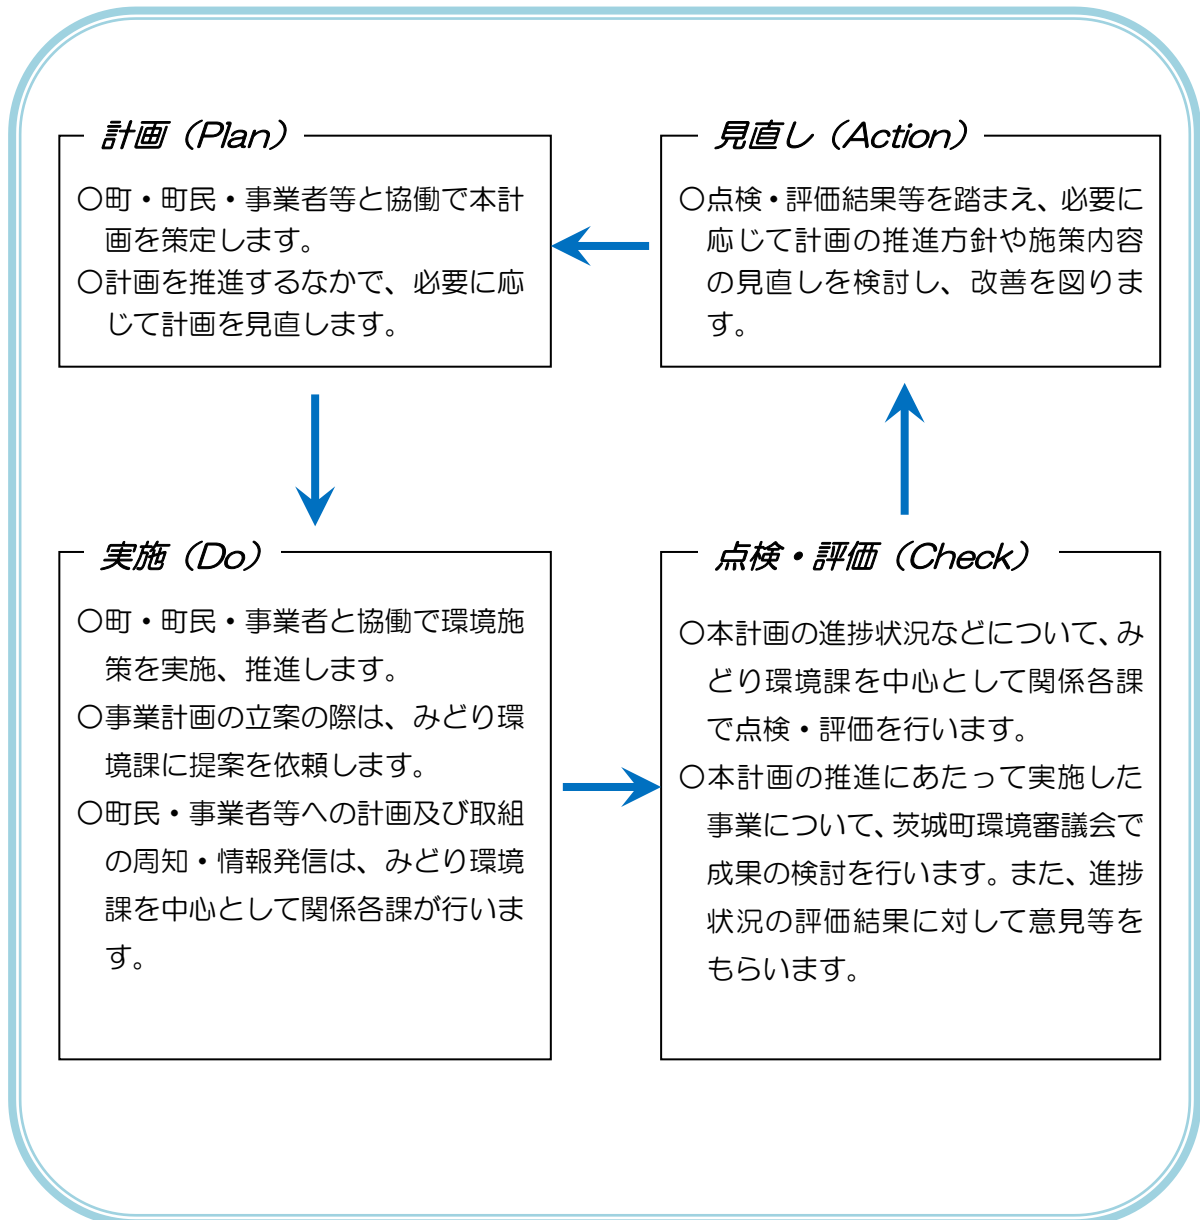 計画（Plan）
○町・町民・事業者等と協働で本計
画を策定します。
○計画を推進するなかで、必要に応
じて計画を見直します。
見直し（Action）
○点検・評価結果等を踏まえ、必要に
応じて計画の推進方針や施策内容
の見直しを検討し、改善を図りま
す。
実施（Do）
○町・町民・事業者と協働で環境施
策を実施、推進します。
○事業計画の立案の際は、みどり環
境課に提案を依頼します。
○町民・事業者等への計画及び取組
の周知・情報発信は、みどり環境
課を中心として関係各課が行いま
す。
点検・評価（Check）
○本計画の進捗状況などについて、み
どり環境課を中心として関係各課
で点検・評価を行います。
○本計画の推進にあたって実施した
事業について、茨城町環境審議会で
成果の検討を行います。また、進捗
状況の評価結果に対して意見等を
もらいます。